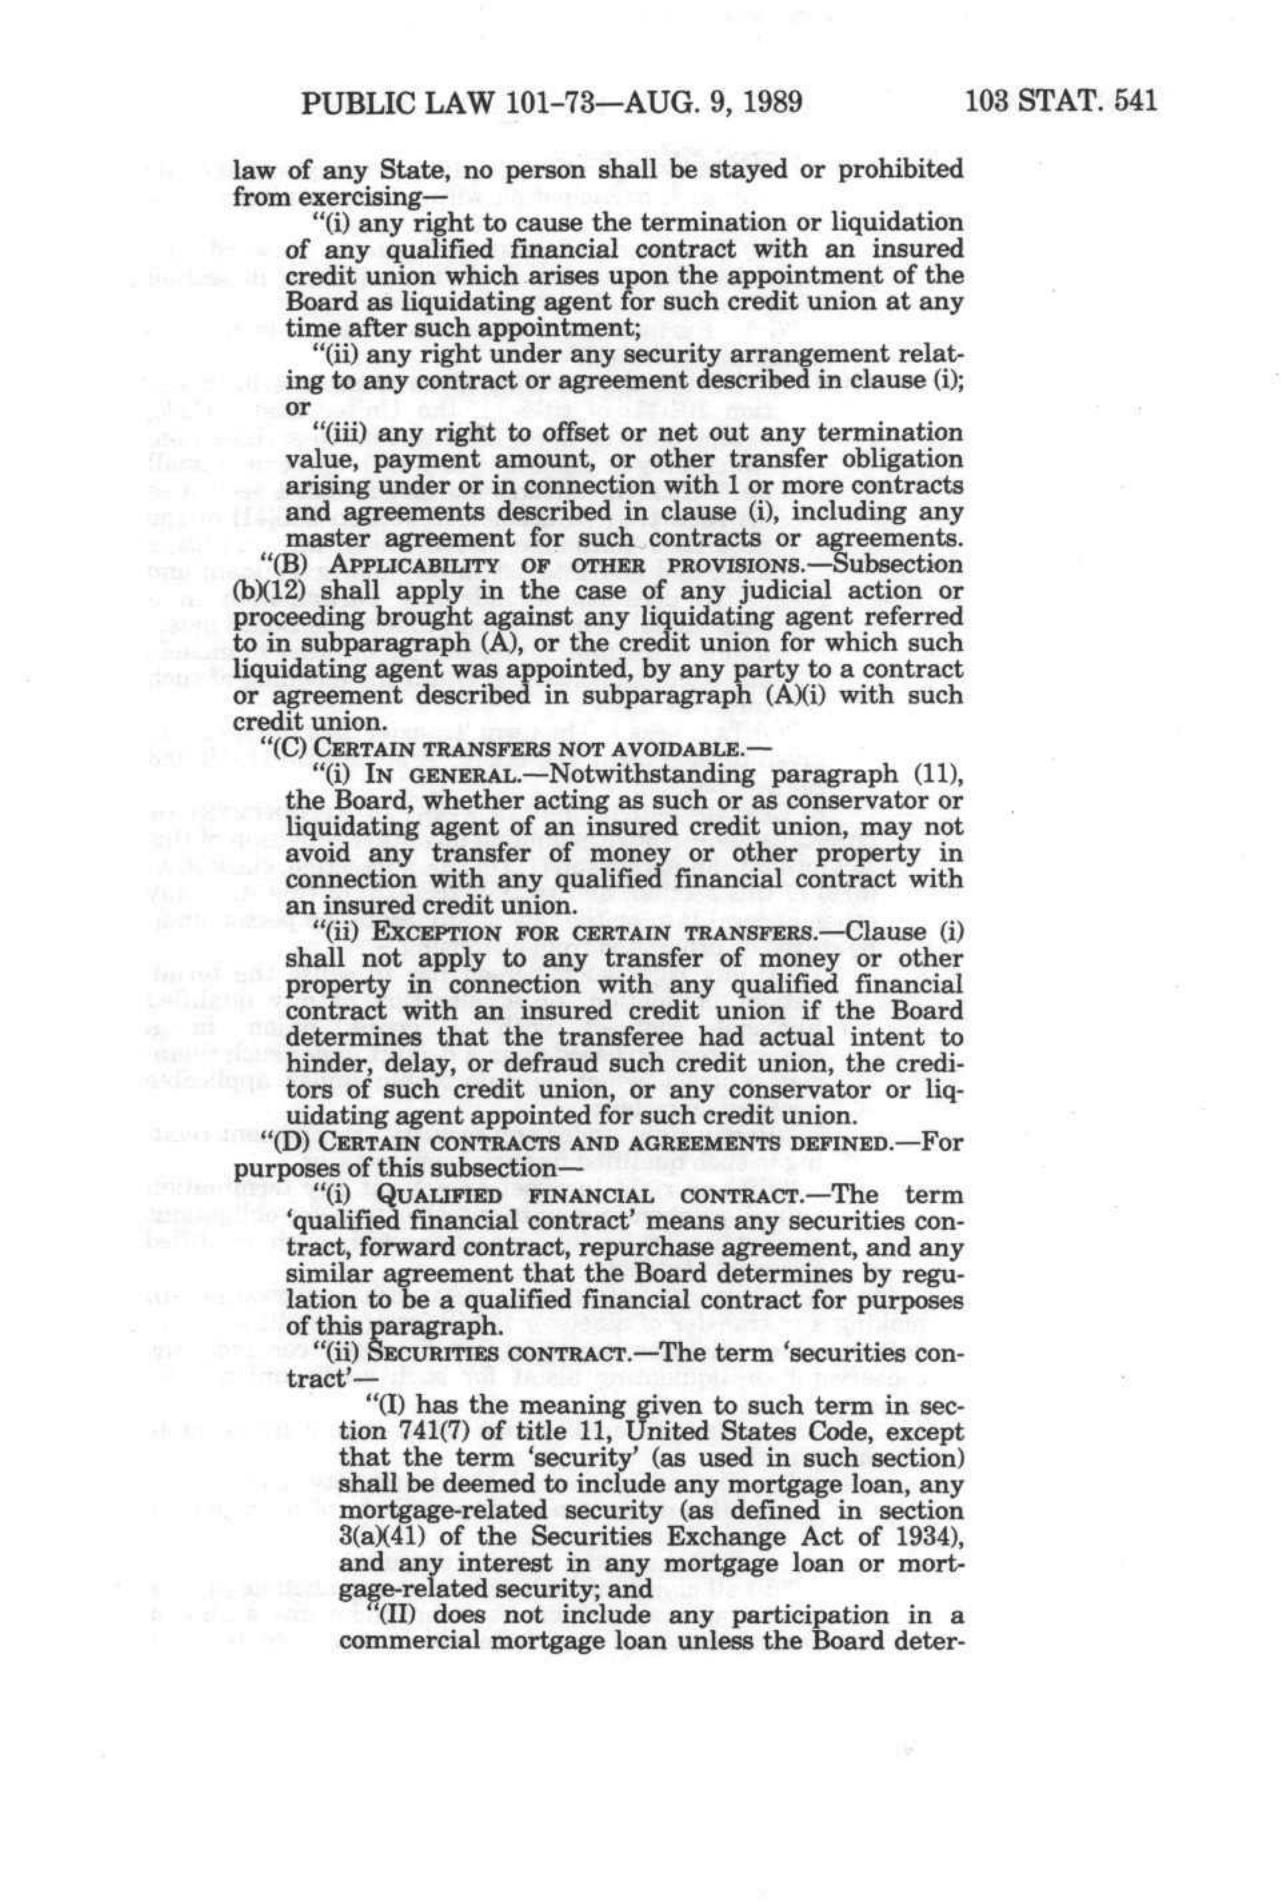 PUBLIC LAW 101-73—AUG. 9, 1989 103 STAT. 541
law of any State, no person shall be stayed or prohibited
from exercising—
“(i) any right to cause the termination or liquidation
of any qualified financial contract with an insured
credit union which arises upon the appointment of the
Board as liquidating agent for such credit union at any
time after such appointment;
“(ii) any right under any security arrangement relat-
ing to any contract or agreement described in clause (i);
or
“(iii) any right to offset or net out any termination
value, payment amount, or other transfer obligation
arising under or in connection with 1 or more contracts
and agreements described in clause (i), including any
master agreement for such contracts or agreements.
“(B) APPLICABILITY OF OTHER PROVISIONS.—Subsection
(b)(12) shall apply in the case of any judicial action or
proceeding brought against any liquidating agent referred
to in subparagraph (A), or the credit union for which such
liquidating agent was appointed, by any party to a contract
or agreement described in subparagraph (A)(i) with such
credit union.
“(C) CERTAIN TRANSFERS NOT AVOIDABLE.—
“(i) IN GENERAL.—Notwithstanding paragraph (11),
the Board, whether acting as such or as conservator or
liquidating agent of an insured credit union, may not
avoid any transfer of money or other property in
connection with any qualified financial contract with
an insured credit union.
“(ii) EXCEPTION FOR CERTAIN TRANSFERS.—Clause (i)
shall not apply to any transfer of money or other
property in connection with any qualified financial
contract with an insured credit union if the Board
determines that the transferee had actual intent to
hinder, delay, or defraud such credit union, the credi-
tors of such credit union, or any conservator or liq-
uidating agent appointed for such credit union.
“(D) CERTAIN CONTRACTS AND AGREEMENTS DEFINED.—For
purposes of this subsection—
“(i) QUALIFIED FINANCIAL CONTRACT.—The term
‘qualified financial contract’ means any securities con-
tract, forward contract, repurchase agreement, and any
similar agreement that the Board determines by regu-
lation to be a qualified financial contract for purposes
of this paragraph.
“(ii) SECURITIES CONTRACT.—The term ‘securities con-
tract’—
“(I) has the meaning given to such term in sec-
tion 741(7) of title 11, United States Code, except
that the term ‘security’ (as used in such section)
shall be deemed to include any mortgage loan, any
mortgage-related security (as defined in section
3(a)(41) of the Securities Exchange Act of 1934),
and any interest in any mortgage loan or mort-
gage-related security; and
“(II) does not include any participation in a
commercial mortgage loan unless the Board deter-